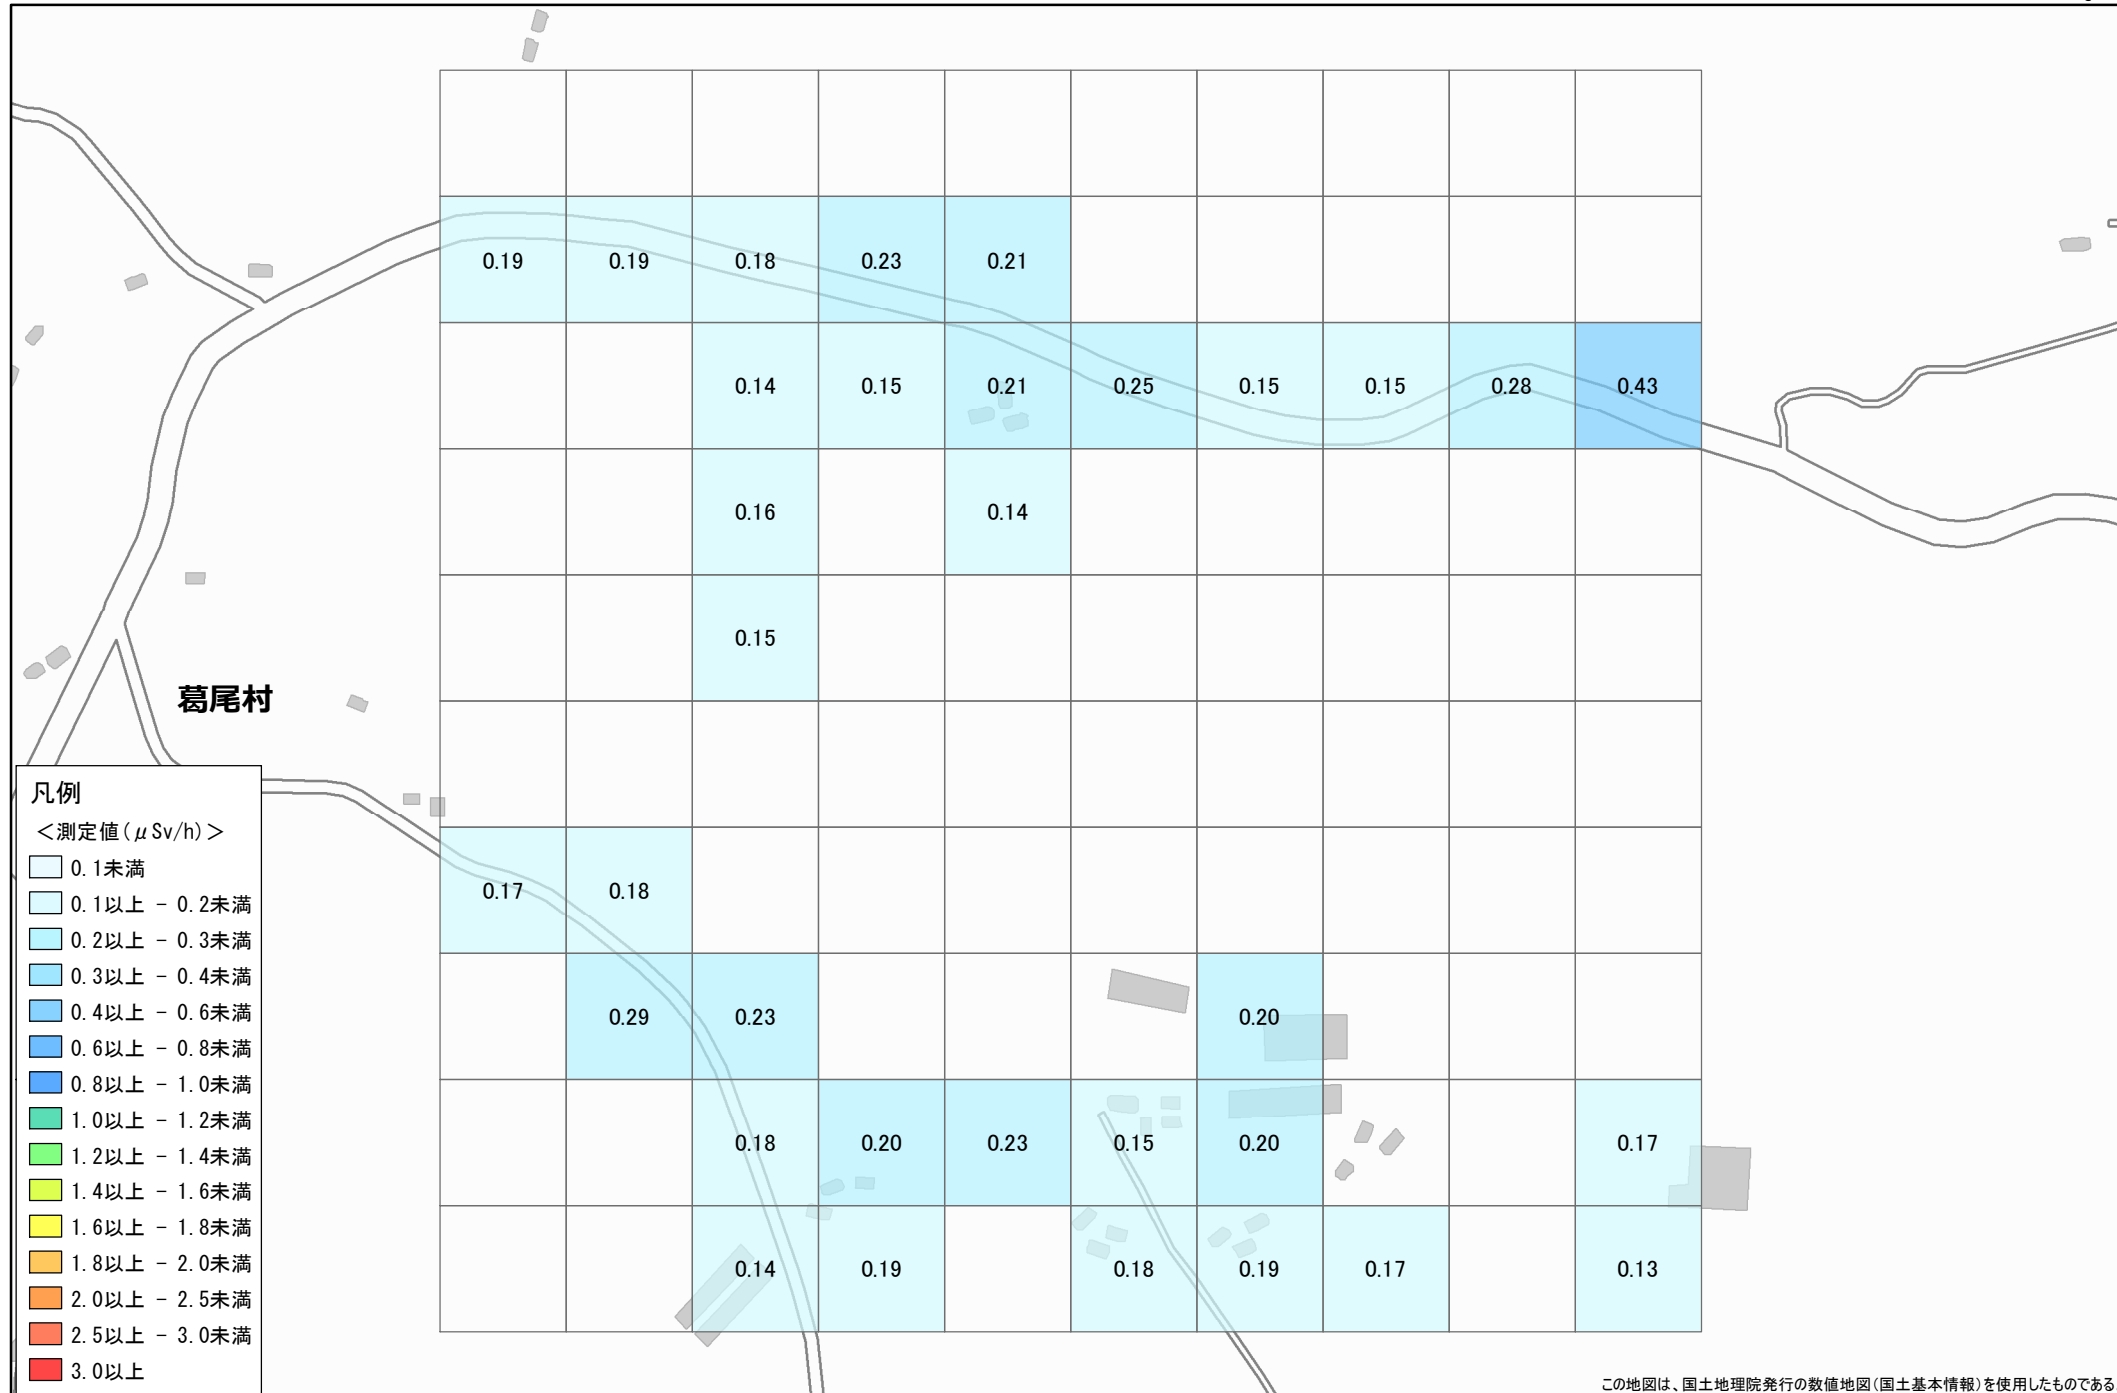 0.19 0.19 0.18 0.23 0.21
0.14 0.15 0.21 0.25 0.15 0.15 0.28 0.43
0.16 0.14
0.15
葛尾村
凡例
＜測定値(μSv/h)＞
0.1未満
0.1以上 － 0.2未満
0.2以上 － 0.3未満
0.3以上 － 0.4未満
0.4以上 － 0.6未満
0.6以上 － 0.8未満
0.8以上 － 1.0未満
1.0以上 － 1.2未満
1.2以上 － 1.4未満
1.4以上 － 1.6未満
1.6以上 － 1.8未満
1.8以上 － 2.0未満
2.0以上 － 2.5未満
2.5以上 － 3.0未満
3.0以上
0.17 0.18
0.29 0.23 0.20
0.18 0.20 0.23 0.15 0.20 0.17
0.14 0.19 0.18 0.19 0.17 0.13
この地図は、国土地理院発行の数値地図(国土基本情報)を使用したものである